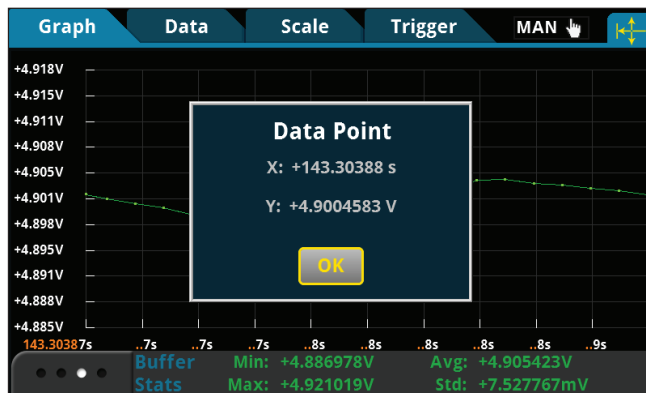 Graph Data Scale Trigger MAN
+4.918V
+4.915V
+4.911V
+4.908V
+4.905V
+4.901V
+4.898V
+4.895V
+4.891V
+4.888V
+4.885V
Data Point
X: +143.30388 s
Y: +4.9004583 V
OK
143.30387s ..7s ..7s ..7s ..8s ..8s ..8s ..8s ..8s ..9s
Buffer Min: +4.886978V Avg: +4.905423V
Stats Max: +4.921019V Std: +7.527767mV